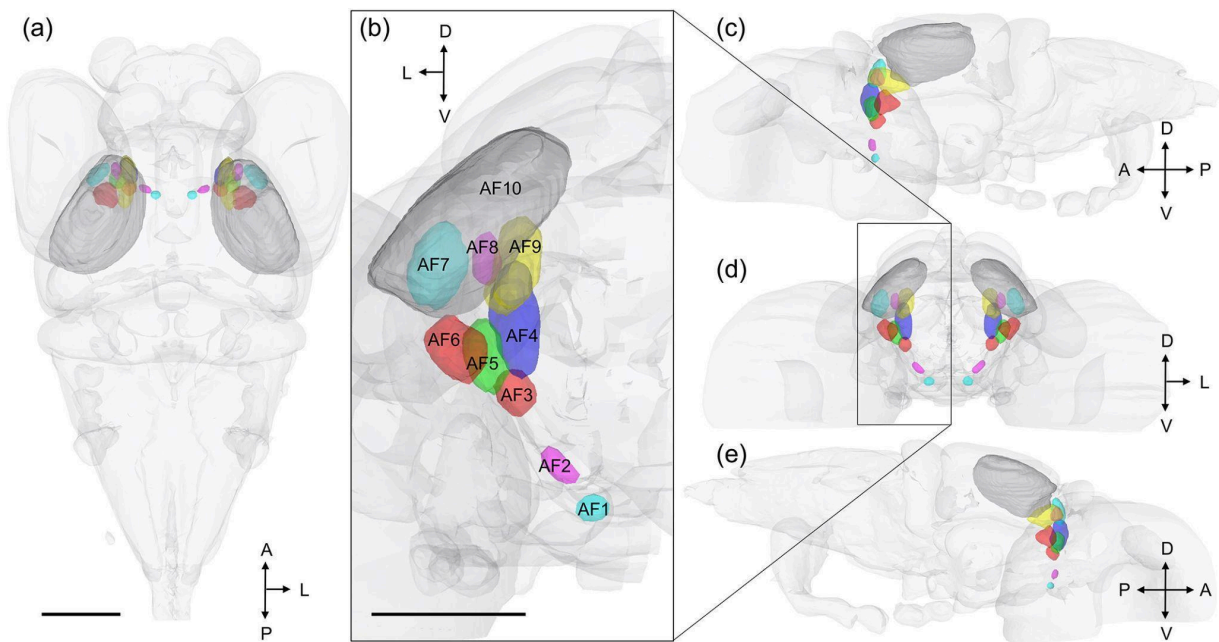 (a)
A
L
P
(b)
D
L
V
AF10
AF8
AF9
AF7
AF4
AF6
AF5
AF3
AF2
AF1
(c)
D
A P
V
(d)
D
L
V
(e)
D
P A
V